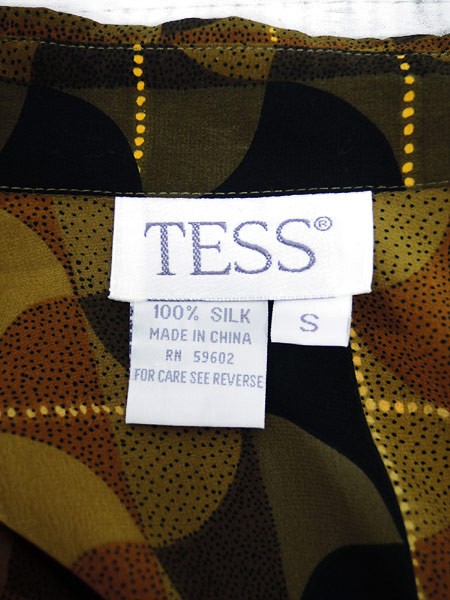 TESS®
100% SILK
MADE IN CHINA
RN 59602
FOR CARE SEE REVERSE
S